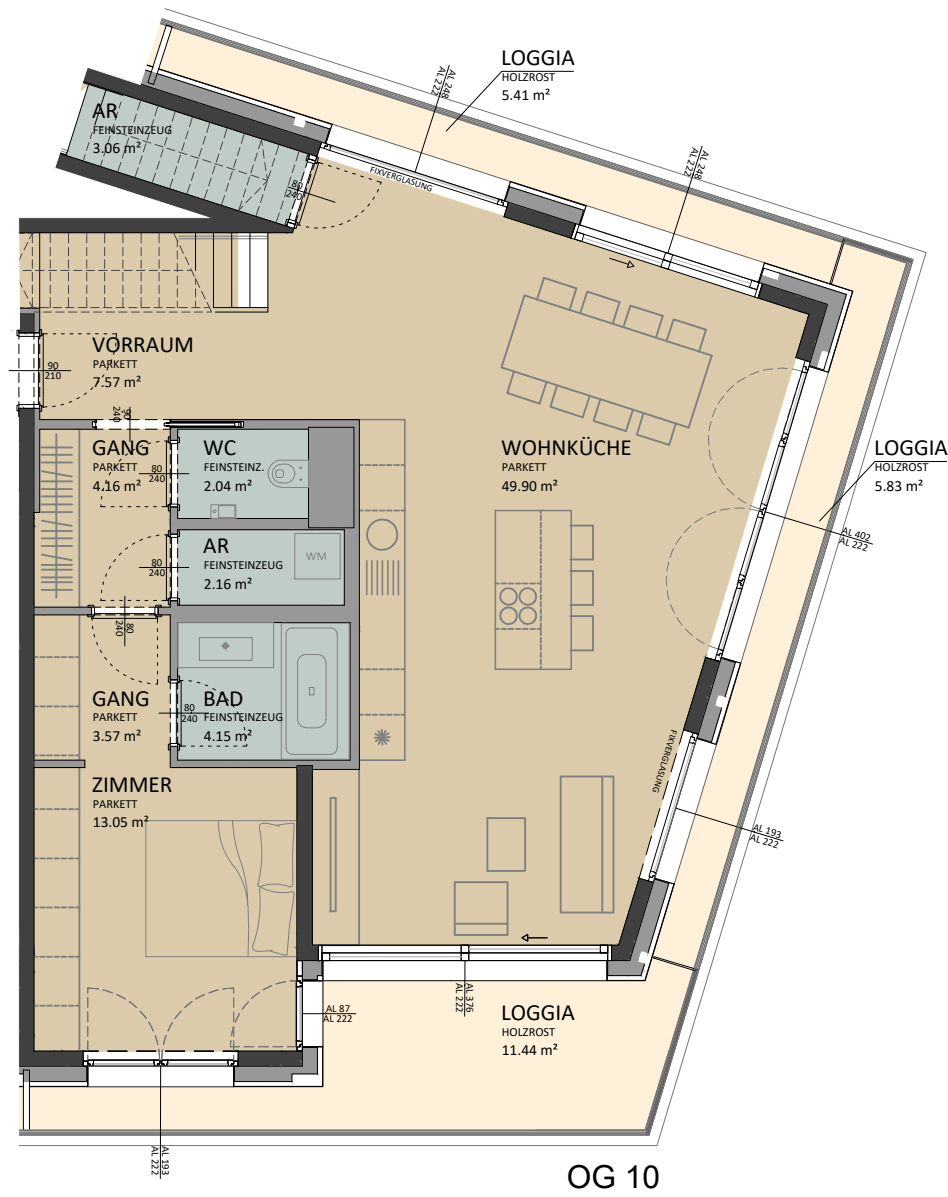 LOGGIA
HOLZROST
5.41 m²
AL 248
AL 222
AR
FEINSTEINZEUG
3.06 m²
80
240
FIXVERGLASUNG
AL 248
AL 222
VORRAUM
PARKETT
7.57 m²
90
210
90
240
GANG
PARKETT
4.16 m²
80
240
WC
FEINSTEINZ.
2.04 m²
WOHNKÜCHE
PARKETT
49.90 m²
LOGGIA
HOLZROST
5.83 m²
AL 402
AL 222
AR
FEINSTEINZEUG
2.16 m²
80
240
WM
80
240
GANG
PARKETT
3.57 m²
80
240
BAD
FEINSTEINZEUG
4.15 m²
FIXVERGLASUNG
ZIMMER
PARKETT
13.05 m²
AL 193
AL 222
AL 87
AL 222
AL 376
AL 222
LOGGIA
HOLZROST
11.44 m²
AL 193
AL 222
OG 10